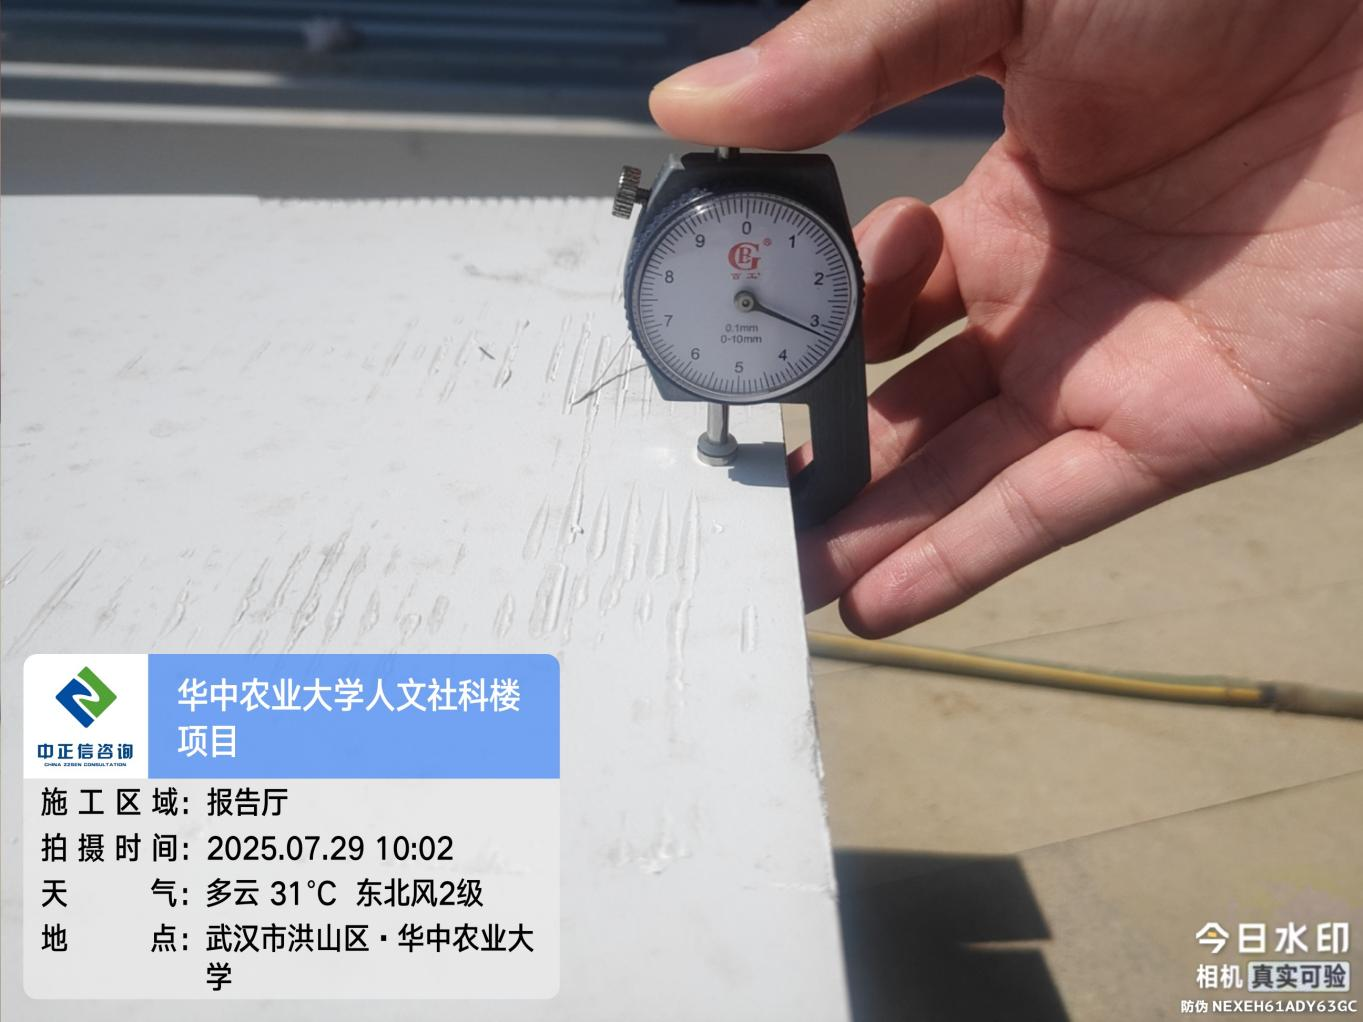 0
1
2
3
4
5
6
7
8
9
BG®
百工
0.1mm
0-10mm
中正信咨询
CHINA ZZSEN CONSULTATION
华中农业大学人文社科楼
项目
施工区域：报告厅
拍摄时间：2025.07.29 10:02
天气：多云 31℃ 东北风2级
地点：武汉市洪山区·华中农业大
学
今日水印
相机 真实可验
防伪 NEXEH61ADY63GC